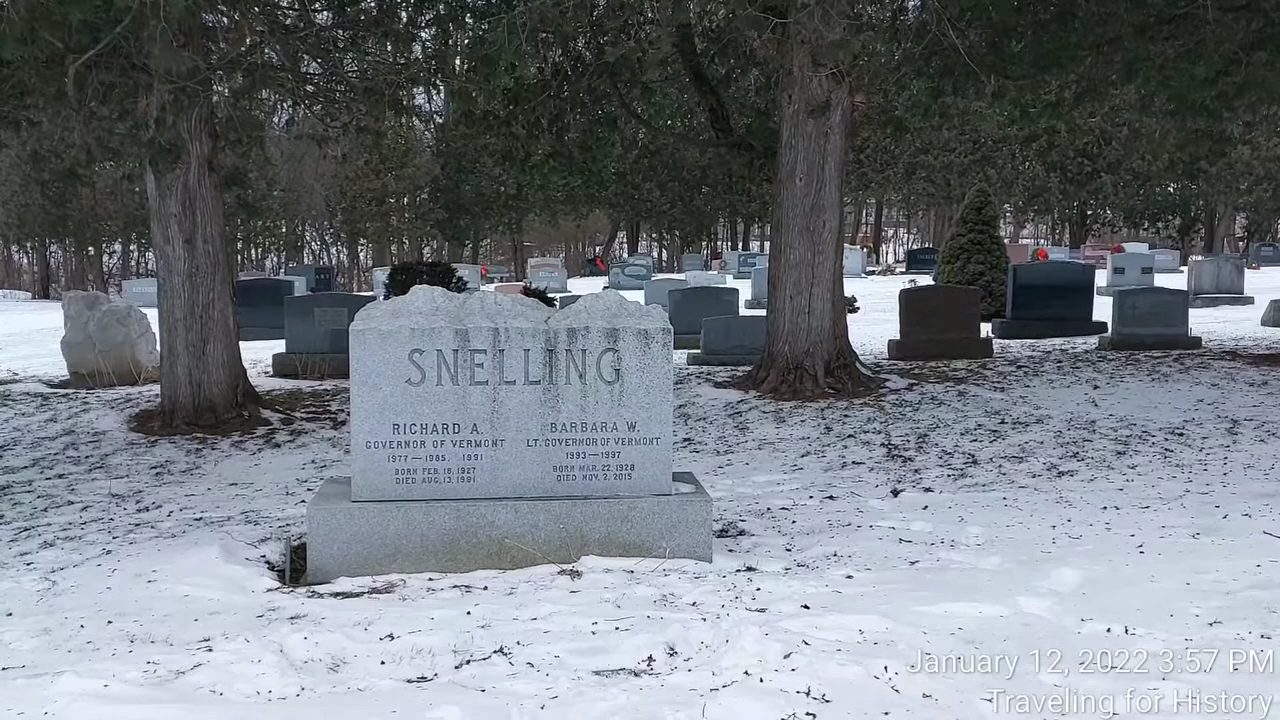 SNELLING
RICHARD A.
GOVERNOR OF VERMONT
1977 — 1985, 1991
BORN FEB. 18, 1927
DIED AUG. 13, 1991
BARBARA W.
LT. GOVERNOR OF VERMONT
1993 — 1997
BORN MAR. 22, 1928
DIED NOV. 2, 2015
January 12, 2022 3:57 PM
Traveling for History